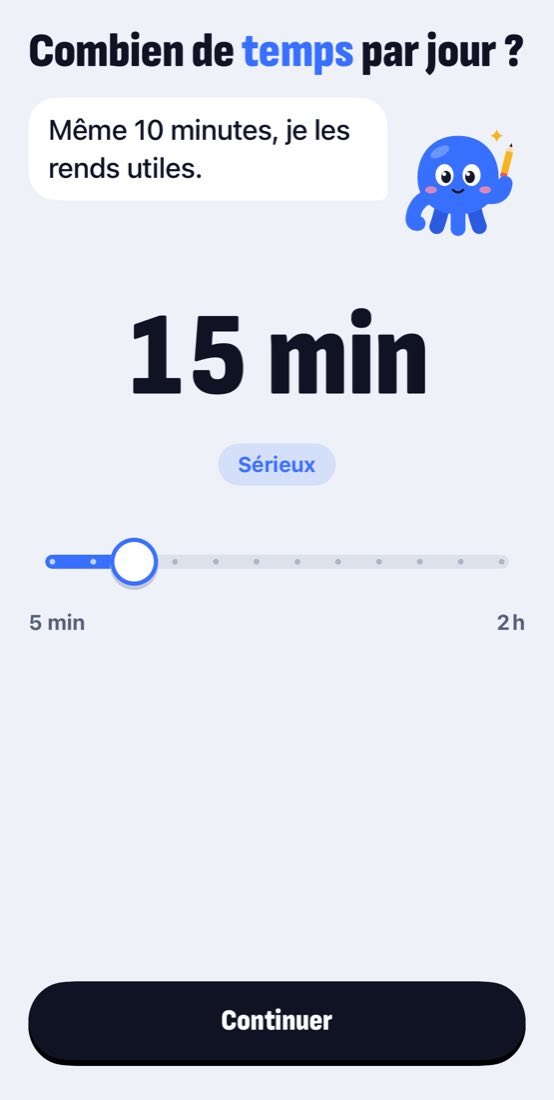 Combien de temps par jour ?
Même 10 minutes, je les
rends utiles.
15 min
Sérieux
5 min
2 h
Continuer